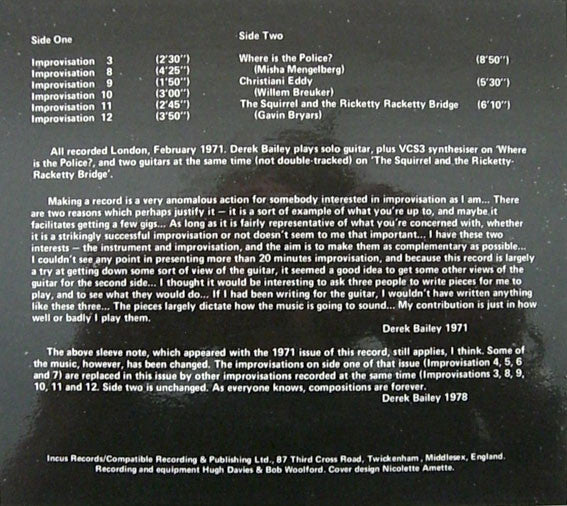 Side One
Improvisation 3 (2'30")
Improvisation 8 (4'25")
Improvisation 9 (1'50")
Improvisation 10 (3'00")
Improvisation 11 (2'45")
Improvisation 12 (3'50")
Side Two
Where is the Police? (8'50")
(Misha Mengelberg)
Christiani Eddy (5'30")
(Willem Breuker)
The Squirrel and the Ricketty Racketty Bridge (6'10")
(Gavin Bryars)
All recorded London, February 1971. Derek Bailey plays solo guitar, plus VCS3 synthesiser on 'Where
is the Police?, and two guitars at the same time (not double-tracked) on 'The Squirrel and the Ricketty-
Racketty Bridge'.
Making a record is a very anomalous action for somebody interested in improvisation as I am... There
are two reasons which perhaps justify it – it is a sort of example of what you're up to, and maybe it
facilitates getting a few gigs... As long as it is fairly representative of what you're concerned with, whether
it is a strikingly successful improvisation or not doesn't seem to me that important... I have these two
interests – the instrument and improvisation, and the aim is to make them as complementary as possible...
I couldn't see any point in presenting more than 20 minutes improvisation, and because this record is largely
a try at getting down some sort of view of the guitar, it seemed a good idea to get some other views of the
guitar for the second side... I thought it would be interesting to ask three people to write pieces for me to
play, and to see what they would do... If I had been writing for the guitar, I wouldn't have written anything
like these three... The pieces largely dictate how the music is going to sound... My contribution is just in how
well or badly I play them.
Derek Bailey 1971
The above sleeve note, which appeared with the 1971 issue of this record, still applies, I think. Some of
the music, however, has been changed. The improvisations on side one of that issue (Improvisation 4, 5, 6
and 7) are replaced in this issue by other improvisations recorded at the same time (Improvisations 3, 8, 9,
10, 11 and 12. Side two is unchanged. As everyone knows, compositions are forever.
Derek Bailey 1978
Incus Records/Compatible Recording & Publishing Ltd., 87 Third Cross Road, Twickenham, Middlesex, England.
Recording and equipment Hugh Davies & Bob Woolford. Cover design Nicolette Amette.